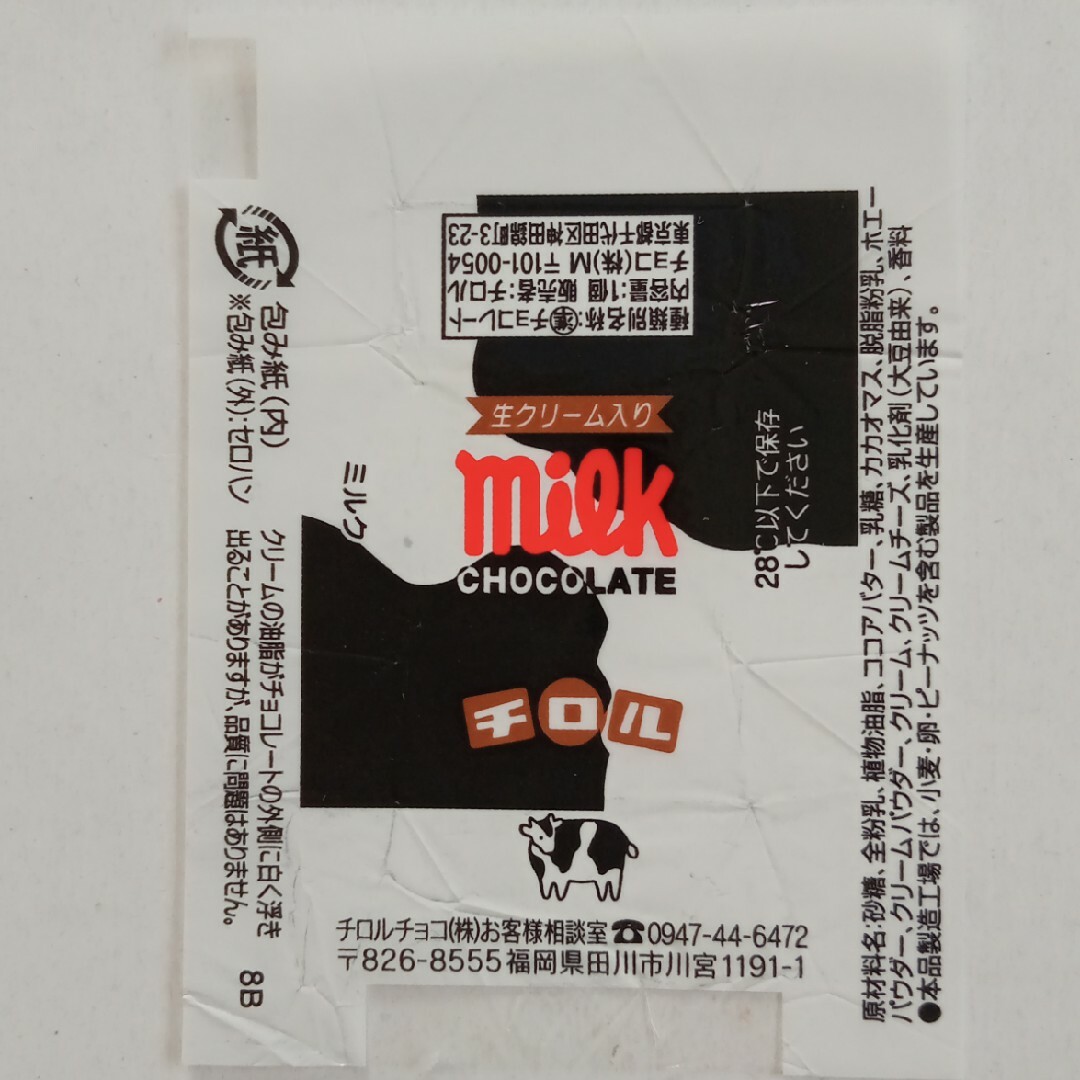 種類別名称:準チョコレート
内容量:1個 販売者:チロル
チョコ(株)M 〒101-0054
東京都千代田区神田錦町3-23
生クリーム入り
milk
CHOCOLATE
チロル
ミルク
28℃以下で保存
してください
チロルチョコ(株)お客様相談室☎0947-44-6472
〒826-8555福岡県田川市川宮1191-1
紙
包み紙(内)
※包み紙(外):セロハン
クリームの油脂がチョコレートの外側に白く浮き
出ることがありますが、品質に問題はありません。
8B
原材料名:砂糖、全粉乳、植物油脂、ココアバター、乳糖、カカオマス、脱脂粉乳、ホエー
パウダー、クリームパウダー、クリーム、クリームチーズ、乳化剤(大豆由来)、香料
●本品製造工場では、小麦・卵・ピーナッツを含む製品を生産しています。